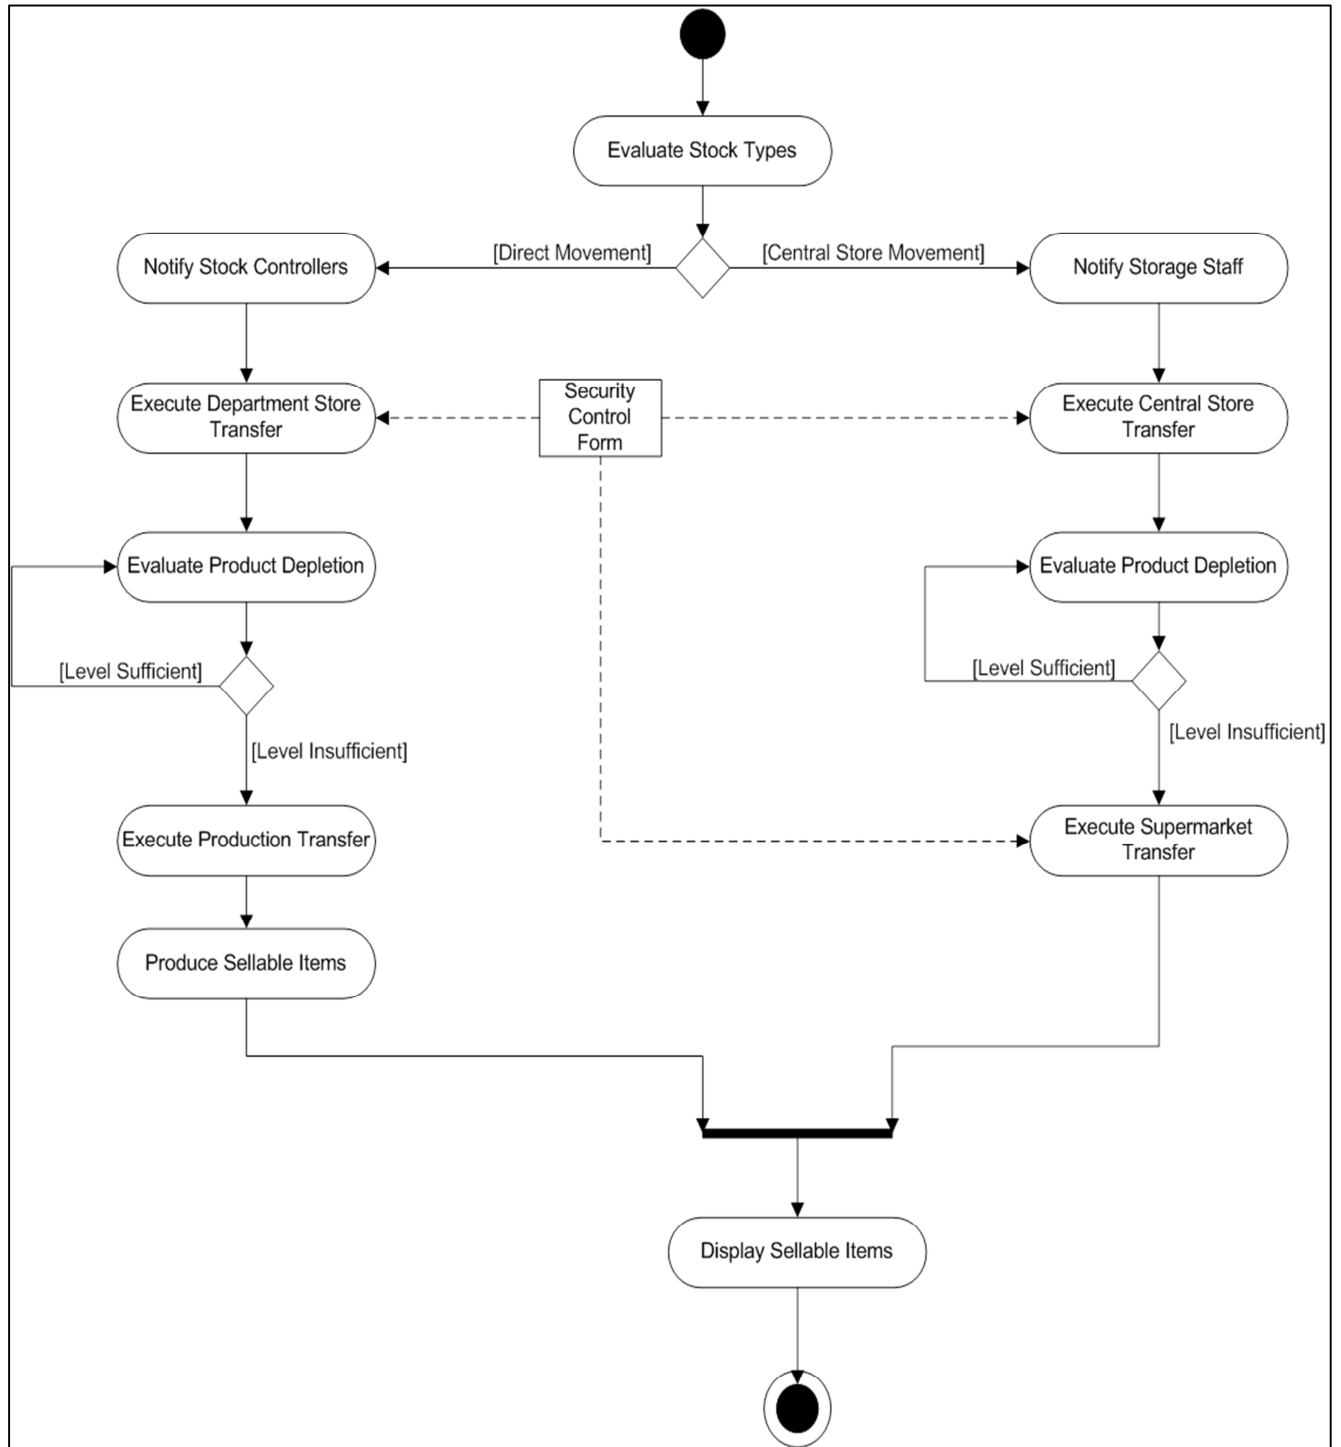 Evaluate Stock Types
[Direct Movement]
[Central Store Movement]
Notify Stock Controllers
Notify Storage Staff
Execute Department Store
Transfer
Security
Control
Form
Execute Central Store
Transfer
Evaluate Product Depletion
Evaluate Product Depletion
[Level Sufficient]
[Level Sufficient]
[Level Insufficient]
[Level Insufficient]
Execute Production Transfer
Execute Supermarket
Transfer
Produce Sellable Items
Display Sellable Items